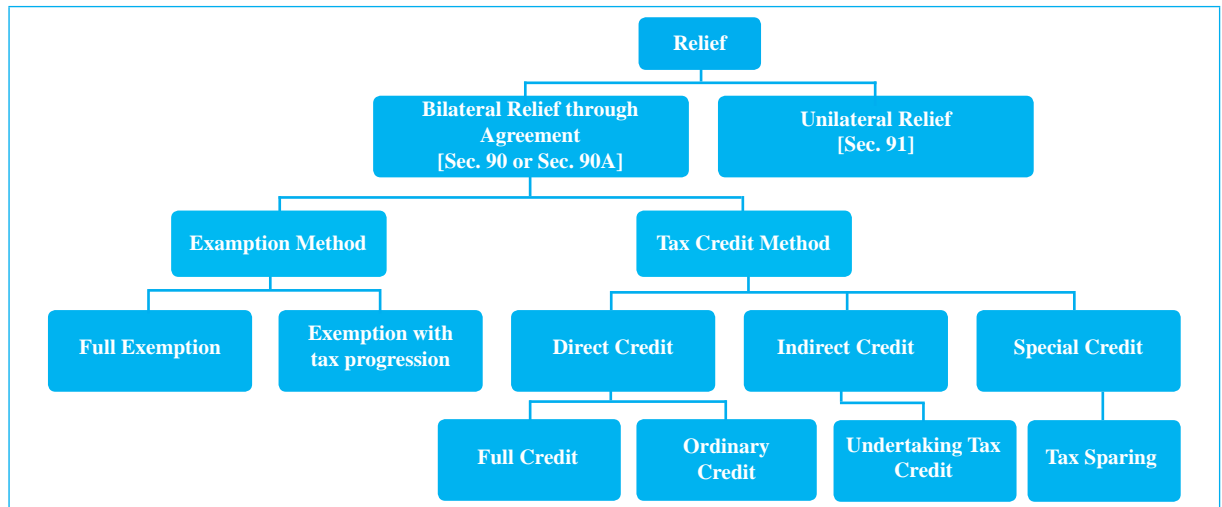 Relief
Bilateral Relief through
Agreement
[Sec. 90 or Sec. 90A]
Unilateral Relief
[Sec. 91]
Examption Method
Tax Credit Method
Full Exemption
Exemption with
tax progression
Direct Credit
Indirect Credit
Special Credit
Full Credit
Ordinary
Credit
Undertaking Tax
Credit
Tax Sparing